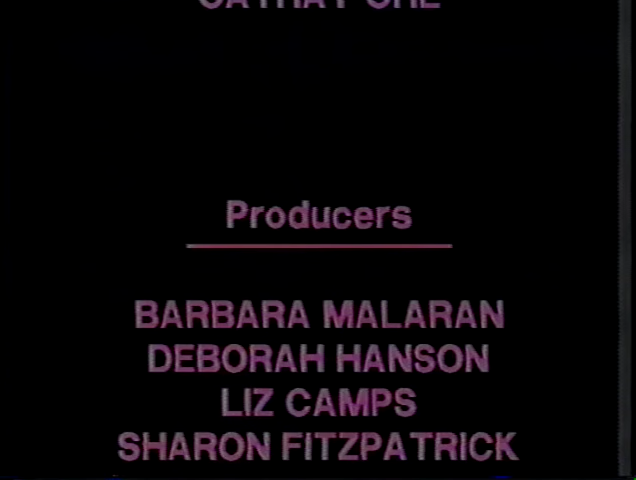 Producers
BARBARA MALARAN
DEBORAH HANSON
LIZ CAMPS
SHARON FITZPATRICK